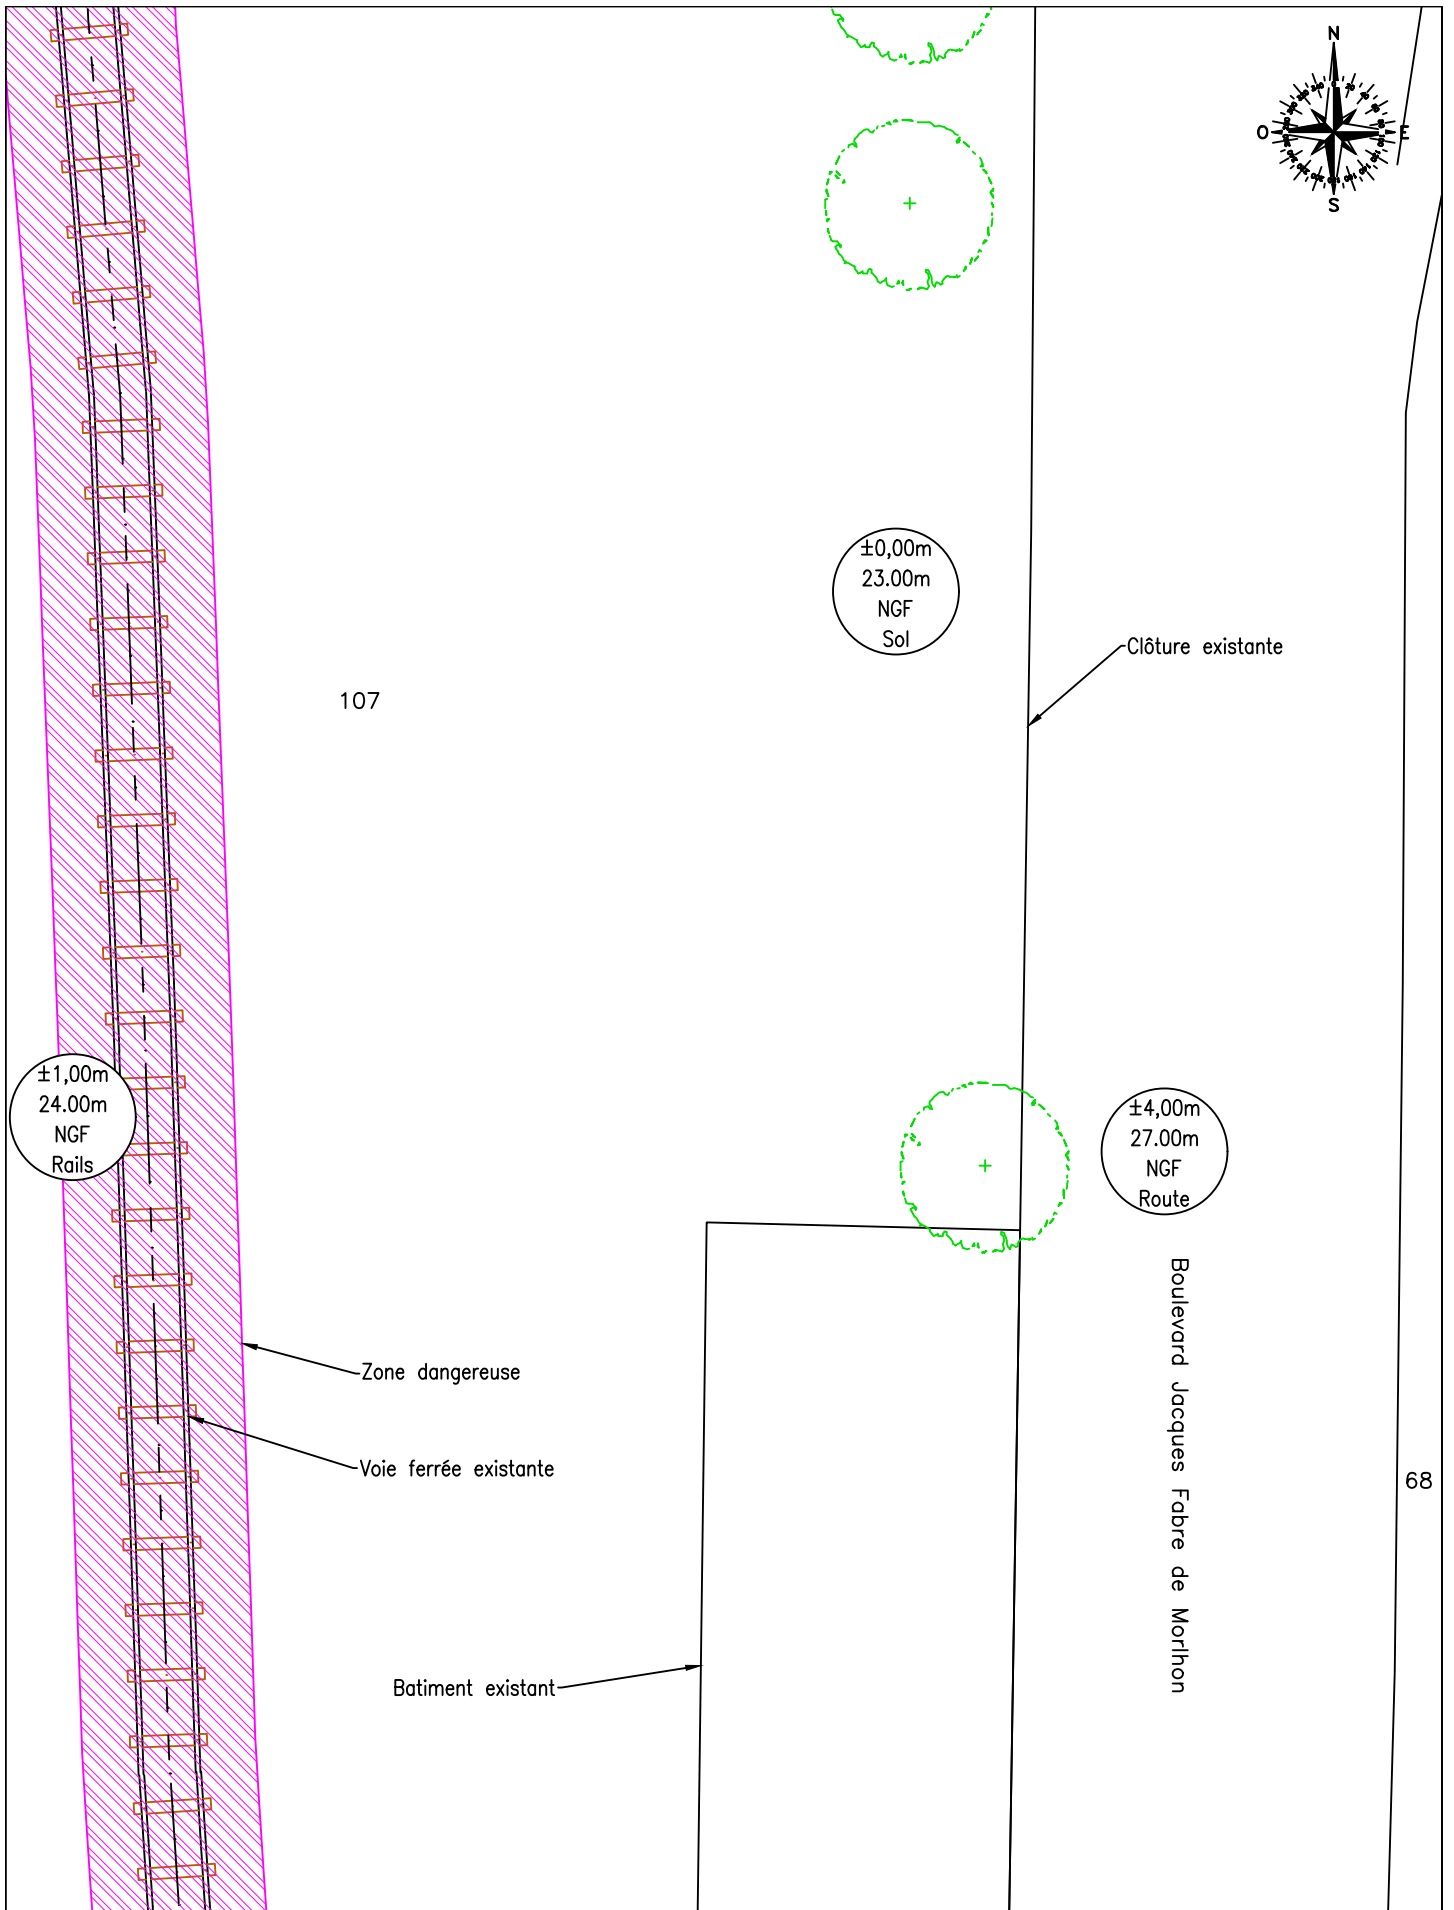 N
O
E
S
±0,00m
23.00m
NGF
Sol
Clôture existante
107
±1,00m
24.00m
NGF
Rails
±4,00m
27.00m
NGF
Route
Boulevard Jacques Fabre de Morlhon
Zone dangereuse
Voie ferrée existante
68
Batiment existant